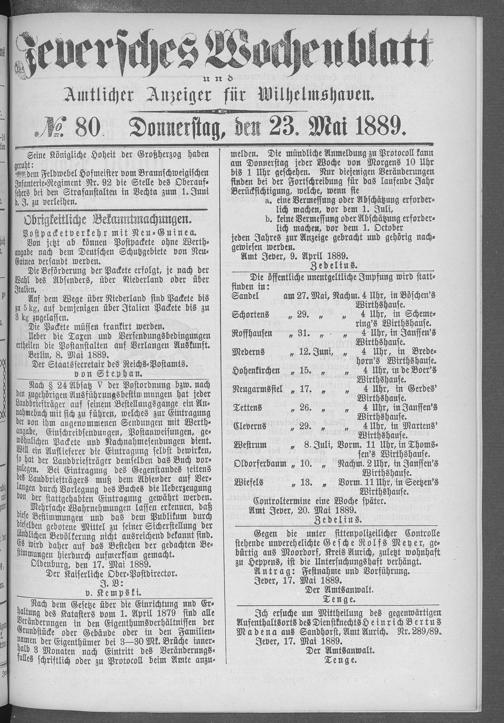 Jeversches Wochenblatt
und
Amtlicher Anzeiger für Wilhelmshaven.
№ 80. Donnerstag, den 23. Mai 1889.
Seine Königliche Hoheit der Großherzog haben
geruht:
dem Feldwebel Hofmeister vom Braunschweigischen
Infanterie-Regiment Nr. 92 die Stelle des Oberauf-
sehers bei den Strafanstalten in Vechta zum 1. Juni
d. J. zu verleihen.
Obrigkeitliche Bekanntmachungen.
Postpacketverkehr mit Neu-Guinea.
Von jetzt ab können Postpackete ohne Werth-
angabe nach dem Deutschen Schutzgebiet von Neu-
Guinea versandt werden.
Die Beförderung der Packete erfolgt, je nach der
Wahl des Absenders, über Niederland oder über
Italien.
Auf dem Wege über Niederland sind Packete bis
zu 5 kg, auf demjenigen über Italien Packete bis zu
3 kg zugelassen.
Die Packete müssen frankirt werden.
Ueber die Taxen und Versendungsbedingungen
ertheilen die Postanstalten auf Verlangen Auskunft.
Berlin, 8. Mai 1889.
Der Staatssecretair des Reichs-Postamts.
von Stephan.
Nach § 24 Absatz V der Postordnung bzw. nach
den zugehörigen Ausführungsbestimmungen hat jeder
Landbriefträger auf seinem Bestellungsgange ein An-
nahmebuch mit sich zu führen, welches zur Eintragung
der von ihm angenommenen Sendungen mit Werth-
angabe, Einschreibsendungen, Postanweisungen, ge-
wöhnlichen Packete und Nachnahmesendungen dient.
Will ein Auflieferer die Eintragung selbst bewirken,
so hat der Landbriefträger demselben das Buch vor-
zulegen. Bei Eintragung des Gegenstandes seitens
des Landbriefträgers muß dem Absender auf Ver-
langen durch Vorlegung des Buchs die Ueberzeugung
von der stattgehabten Eintragung gewährt werden.
Mehrfache Wahrnehmungen lassen erkennen, daß
diese Bestimmungen und das dem Publikum durch
dieselben gebotene Mittel zu seiner Sicherstellung der
ländlichen Bevölkerung nicht ausreichend bekannt sind.
Es wird daher auf das Bestehen der gedachten Be-
stimmungen hierdurch aufmerksam gemacht.
Oldenburg, den 17. Mai 1889.
Der Kaiserliche Ober-Postdirector.
J. V:
v. Kempski.
Nach dem Gesetze über die Einrichtung und Er-
haltung des Katasters vom 1. April 1879 sind alle
Veränderungen in den Eigenthumsverhältnissen der
Grundstücke oder Gebäude oder in den Familien-
namen der Eigenthümer bei 3—30 Mk. Brüche inner-
halb 3 Monaten nach Eintritt des Veränderungs-
falles schriftlich oder zu Protocoll beim Amte anzu-
melden. Die mündliche Anmeldung zu Protocoll kann
am Donnerstag jeder Woche von Morgens 10 Uhr
bis 1 Uhr geschehen. Nur diejenigen Veränderungen
finden bei der Fortschreibung für das laufende Jahr
Berücksichtigung, welche, wenn sie
a. eine Vermessung oder Abschätzung erforder-
lich machen, vor dem 1. Juli,
b. keine Vermessung oder Abschätzung erforder-
lich machen, vor dem 1. October
jeden Jahres zur Anzeige gebracht und gehörig nach-
gewiesen werden.
Amt Jever, 9. April 1889.
Zedelius.
Die öffentliche unentgeltliche Impfung wird statt-
finden in:
Sandel am 27. Mai, Nachm. 4 Uhr, in Böschen's
Wirthshause.
Schortens „ 29. „ „ 4 Uhr, in Scheme-
ring's Wirthshause.
Roffhausen „ 31. „ „ 4 Uhr, in Janssen's
Wirthshause.
Mederns „ 12. Juni, „ 4 Uhr, in Brede-
horn's Wirthshause.
Hohenkirchen „ 15. „ „ 4 Uhr, in de Boer's
Wirthshause.
Neugarmssiel „ 17. „ „ 4 Uhr, in Gerdes'
Wirthshause.
Tettens „ 26. „ „ 4 Uhr, in Janssen's
Wirthshause.
Cleverns „ 29. „ „ 4 Uhr, in Martens'
Wirthshause.
Westrum „ 8. Juli, Vorm. 11 Uhr, in Thoms-
sen's Wirthshause.
Oldorferbann „ 10. „ Nachm. 2 Uhr, in Janssen's
Wirthshause.
Wiefels „ 13. „ Vorm. 11 Uhr, in Seetzen's
Wirthshause.
Controltermine eine Woche später.
Amt Jever, 20. Mai 1889.
Zedelius.
Gegen die unter sittenpolizeilicher Controlle
stehende unverehelichte Gesche Rolfs Meyer, ge-
bürtig aus Moordorf, Kreis Aurich, zuletzt wohnhaft
zu Heppens, ist die Untersuchungshaft verhängt.
Antrag: Festnahme und Vorführung.
Jever, 17. Mai 1889.
Der Amtsanwalt.
Tenge.
Ich ersuche um Mittheilung des gegenwärtigen
Aufenthaltsorts des Dienstknechts Heinrich Bertus
Madena aus Sandhorst, Amt Aurich. Nr. 289/89.
Jever, 17. Mai 1889.
Der Amtsanwalt.
Tenge.